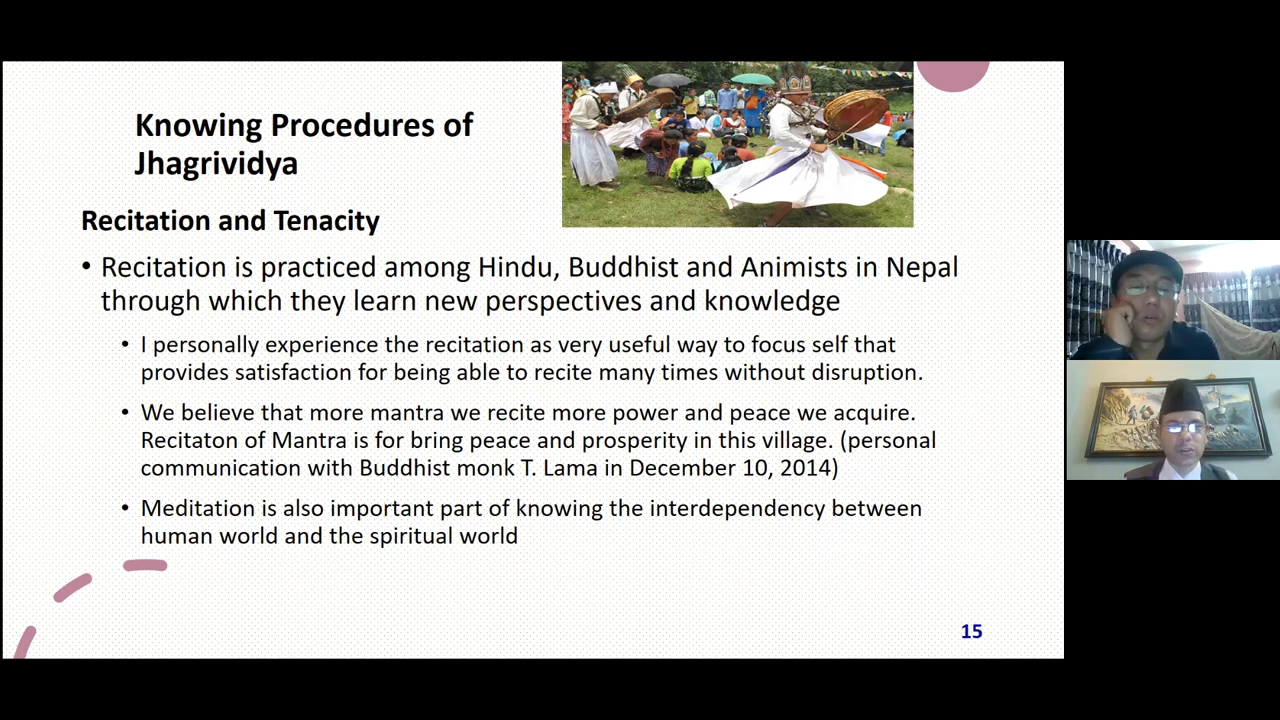 Knowing Procedures of
Jhagrividya
Recitation and Tenacity
• Recitation is practiced among Hindu, Buddhist and Animists in Nepal
through which they learn new perspectives and knowledge
• I personally experience the recitation as very useful way to focus self that
provides satisfaction for being able to recite many times without disruption.
• We believe that more mantra we recite more power and peace we acquire.
Recitaton of Mantra is for bring peace and prosperity in this village. (personal
communication with Buddhist monk T. Lama in December 10, 2014)
• Meditation is also important part of knowing the interdependency between
human world and the spiritual world
15